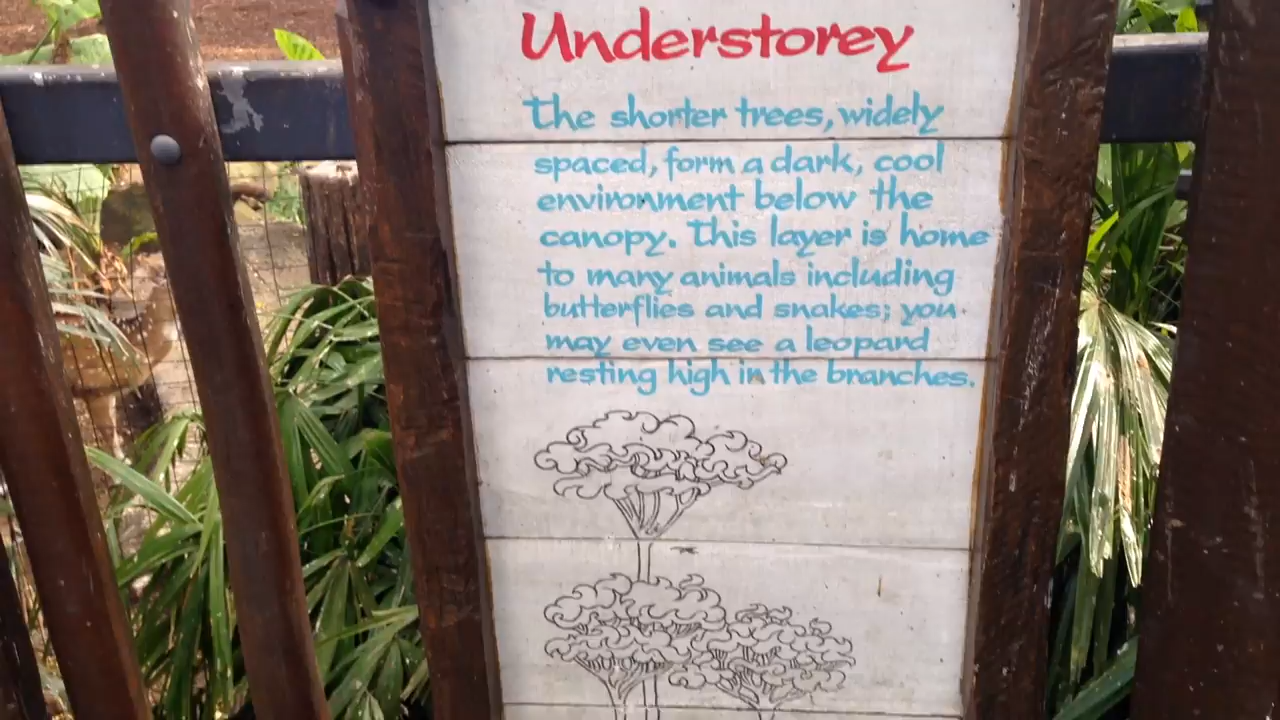 Understorey
The shorter trees, widely
spaced, form a dark, cool
environment below the
canopy. This layer is home
to many animals including
butterflies and snakes; you
may even see a leopard
resting high in the branches.